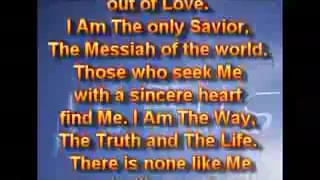 out of Love.
I Am The only Savior,
The Messiah of the world.
Those who seek Me
with a sincere heart
find Me. I Am The Way,
The Truth and The Life.
There is none like Me